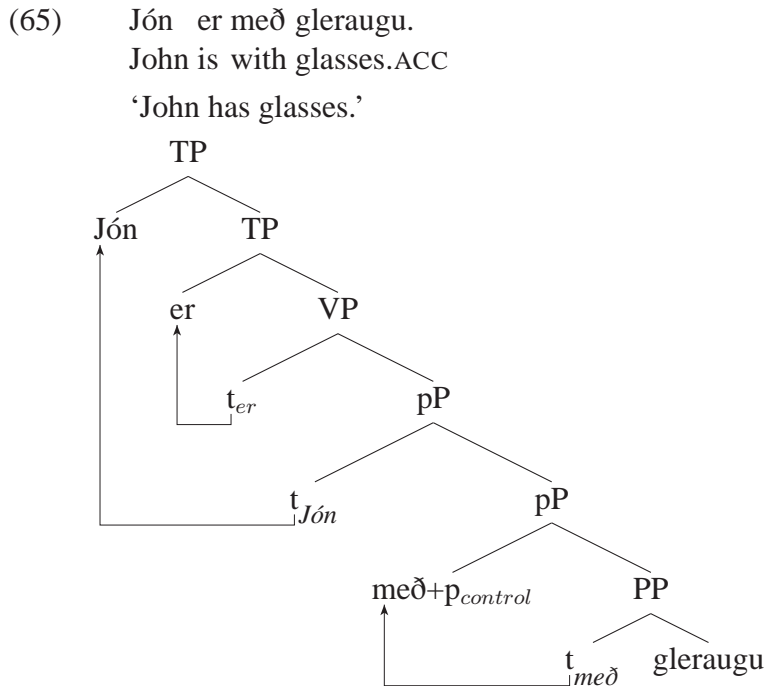 (65) Jón er með gleraugu.
John is with glasses.ACC
‘John has glasses.’
TP
Jón TP
er VP
t_er pP
t_Jón pP
með+p_control PP
t_með gleraugu